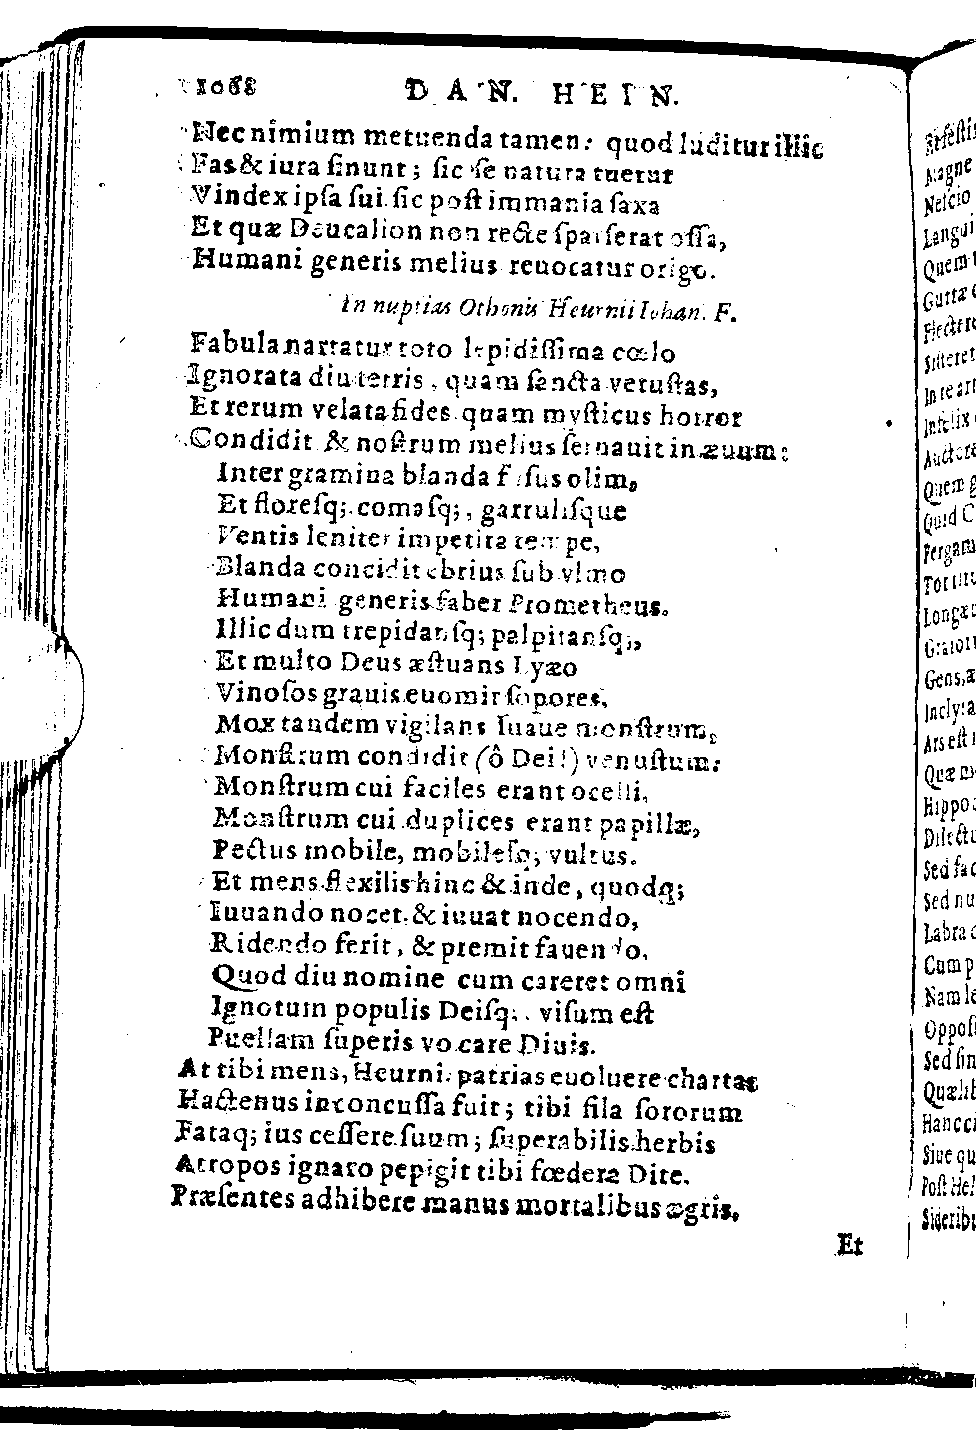 1068 DAN. HEIN.
Nec nimium metuenda tamen: quod luditur illic
Fas & iura ſinunt; ſic ſe natura tuetur
Vindex ipſa ſui. ſic poſt immania ſaxa
Et quæ Deucalion non recte ſparſerat oſſa,
Humani generis melius reuocatur origo.
In nuptias Othonis Heurnii Iohan. F.
Fabula narratur toto lepidiſſima cœlo
Ignorata diu terris, quam ſancta vetuſtas,
Et rerum velata fides quam myſticus horror
Condidit & noſtrum melius ſeruauit in æuum:
Inter gramina blanda fuſus olim,
Et floreſq; comaſq;, garruliſque
Ventis leniter impetita tempe,
Blanda concidit ebrius ſub vlmo
Humani generis faber Prometheus.
Illic dum trepidanſq; palpitanſq;,
Et multo Deus æſtuans Lyæo
Vinoſos grauis euomit ſopores,
Mox tandem vigilans ſuaue monſtrum,
Monſtrum condidit (ô Dei!) venuſtum:
Monſtrum cui faciles erant ocelli,
Monſtrum cui duplices erant papillæ,
Pectus mobile, mobileſq; vultus.
Et mens flexilis hinc & inde, quodq;
Iuuando nocet & iuuat nocendo,
Ridendo ferit, & premit fauendo.
Quod diu nomine cum careret omni
Ignotum populis Deiſq;. viſum eſt
Puellam ſuperis vocare Diuis.
At tibi mens, Heurni, patrias euoluere chartas
Hactenus inconcuſſa fuit; tibi fila ſororum
Fataq; ius ceſſere ſuum; ſuperabilis herbis
Atropos ignaro pepigit tibi fœdera Dite.
Præſentes adhibere manus mortalibus ægris,
Et